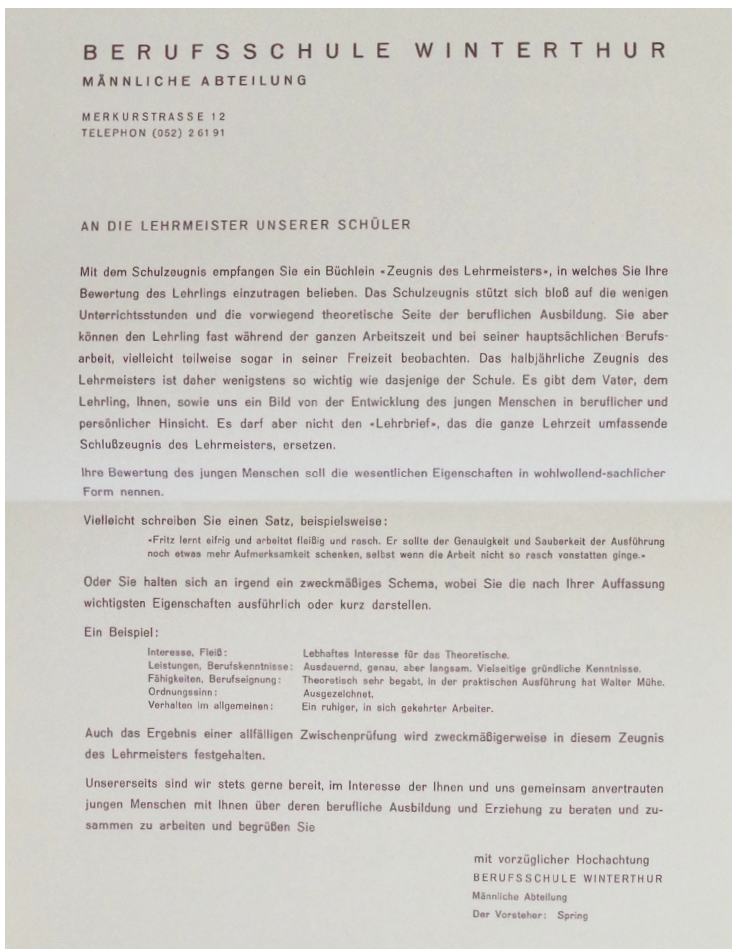 BERUFSSCHULE WINTERTHUR
MÄNNLICHE ABTEILUNG
MERKURSTRASSE 12
TELEPHON (052) 2 61 91
AN DIE LEHRMEISTER UNSERER SCHÜLER
Mit dem Schulzeugnis empfangen Sie ein Büchlein «Zeugnis des Lehrmeisters», in welches Sie Ihre
Bewertung des Lehrlings einzutragen belieben. Das Schulzeugnis stützt sich bloß auf die wenigen
Unterrichtsstunden und die vorwiegend theoretische Seite der beruflichen Ausbildung. Sie aber
können den Lehrling fast während der ganzen Arbeitszeit und bei seiner hauptsächlichen Berufs-
arbeit, vielleicht teilweise sogar in seiner Freizeit beobachten. Das halbjährliche Zeugnis des
Lehrmeisters ist daher wenigstens so wichtig wie dasjenige der Schule. Es gibt dem Vater, dem
Lehrling, Ihnen, sowie uns ein Bild von der Entwicklung des jungen Menschen in beruflicher und
persönlicher Hinsicht. Es darf aber nicht den «Lehrbrief», das die ganze Lehrzeit umfassende
Schlußzeugnis des Lehrmeisters, ersetzen.
Ihre Bewertung des jungen Menschen soll die wesentlichen Eigenschaften in wohlwollend-sachlicher
Form nennen.
Vielleicht schreiben Sie einen Satz, beispielsweise:
«Fritz lernt eifrig und arbeitet fleißig und rasch. Er sollte der Genauigkeit und Sauberkeit der Ausführung
noch etwas mehr Aufmerksamkeit schenken, selbst wenn die Arbeit nicht so rasch vonstatten ginge.»
Oder Sie halten sich an irgend ein zweckmäßiges Schema, wobei Sie die nach Ihrer Auffassung
wichtigsten Eigenschaften ausführlich oder kurz darstellen.
Ein Beispiel:
Interesse, Fleiß: Lebhaftes Interesse für das Theoretische.
Leistungen, Berufskenntnisse: Ausdauernd, genau, aber langsam. Vielseitige gründliche Kenntnisse.
Fähigkeiten, Berufseignung: Theoretisch sehr begabt, in der praktischen Ausführung hat Walter Mühe.
Ordnungssinn: Ausgezeichnet.
Verhalten im allgemeinen: Ein ruhiger, in sich gekehrter Arbeiter.
Auch das Ergebnis einer allfälligen Zwischenprüfung wird zweckmäßigerweise in diesem Zeugnis
des Lehrmeisters festgehalten.
Unsererseits sind wir stets gerne bereit, im Interesse der Ihnen und uns gemeinsam anvertrauten
jungen Menschen mit Ihnen über deren berufliche Ausbildung und Erziehung zu beraten und zu-
sammen zu arbeiten und begrüßen Sie
mit vorzüglicher Hochachtung
BERUFSSCHULE WINTERTHUR
Männliche Abteilung
Der Vorsteher: Spring